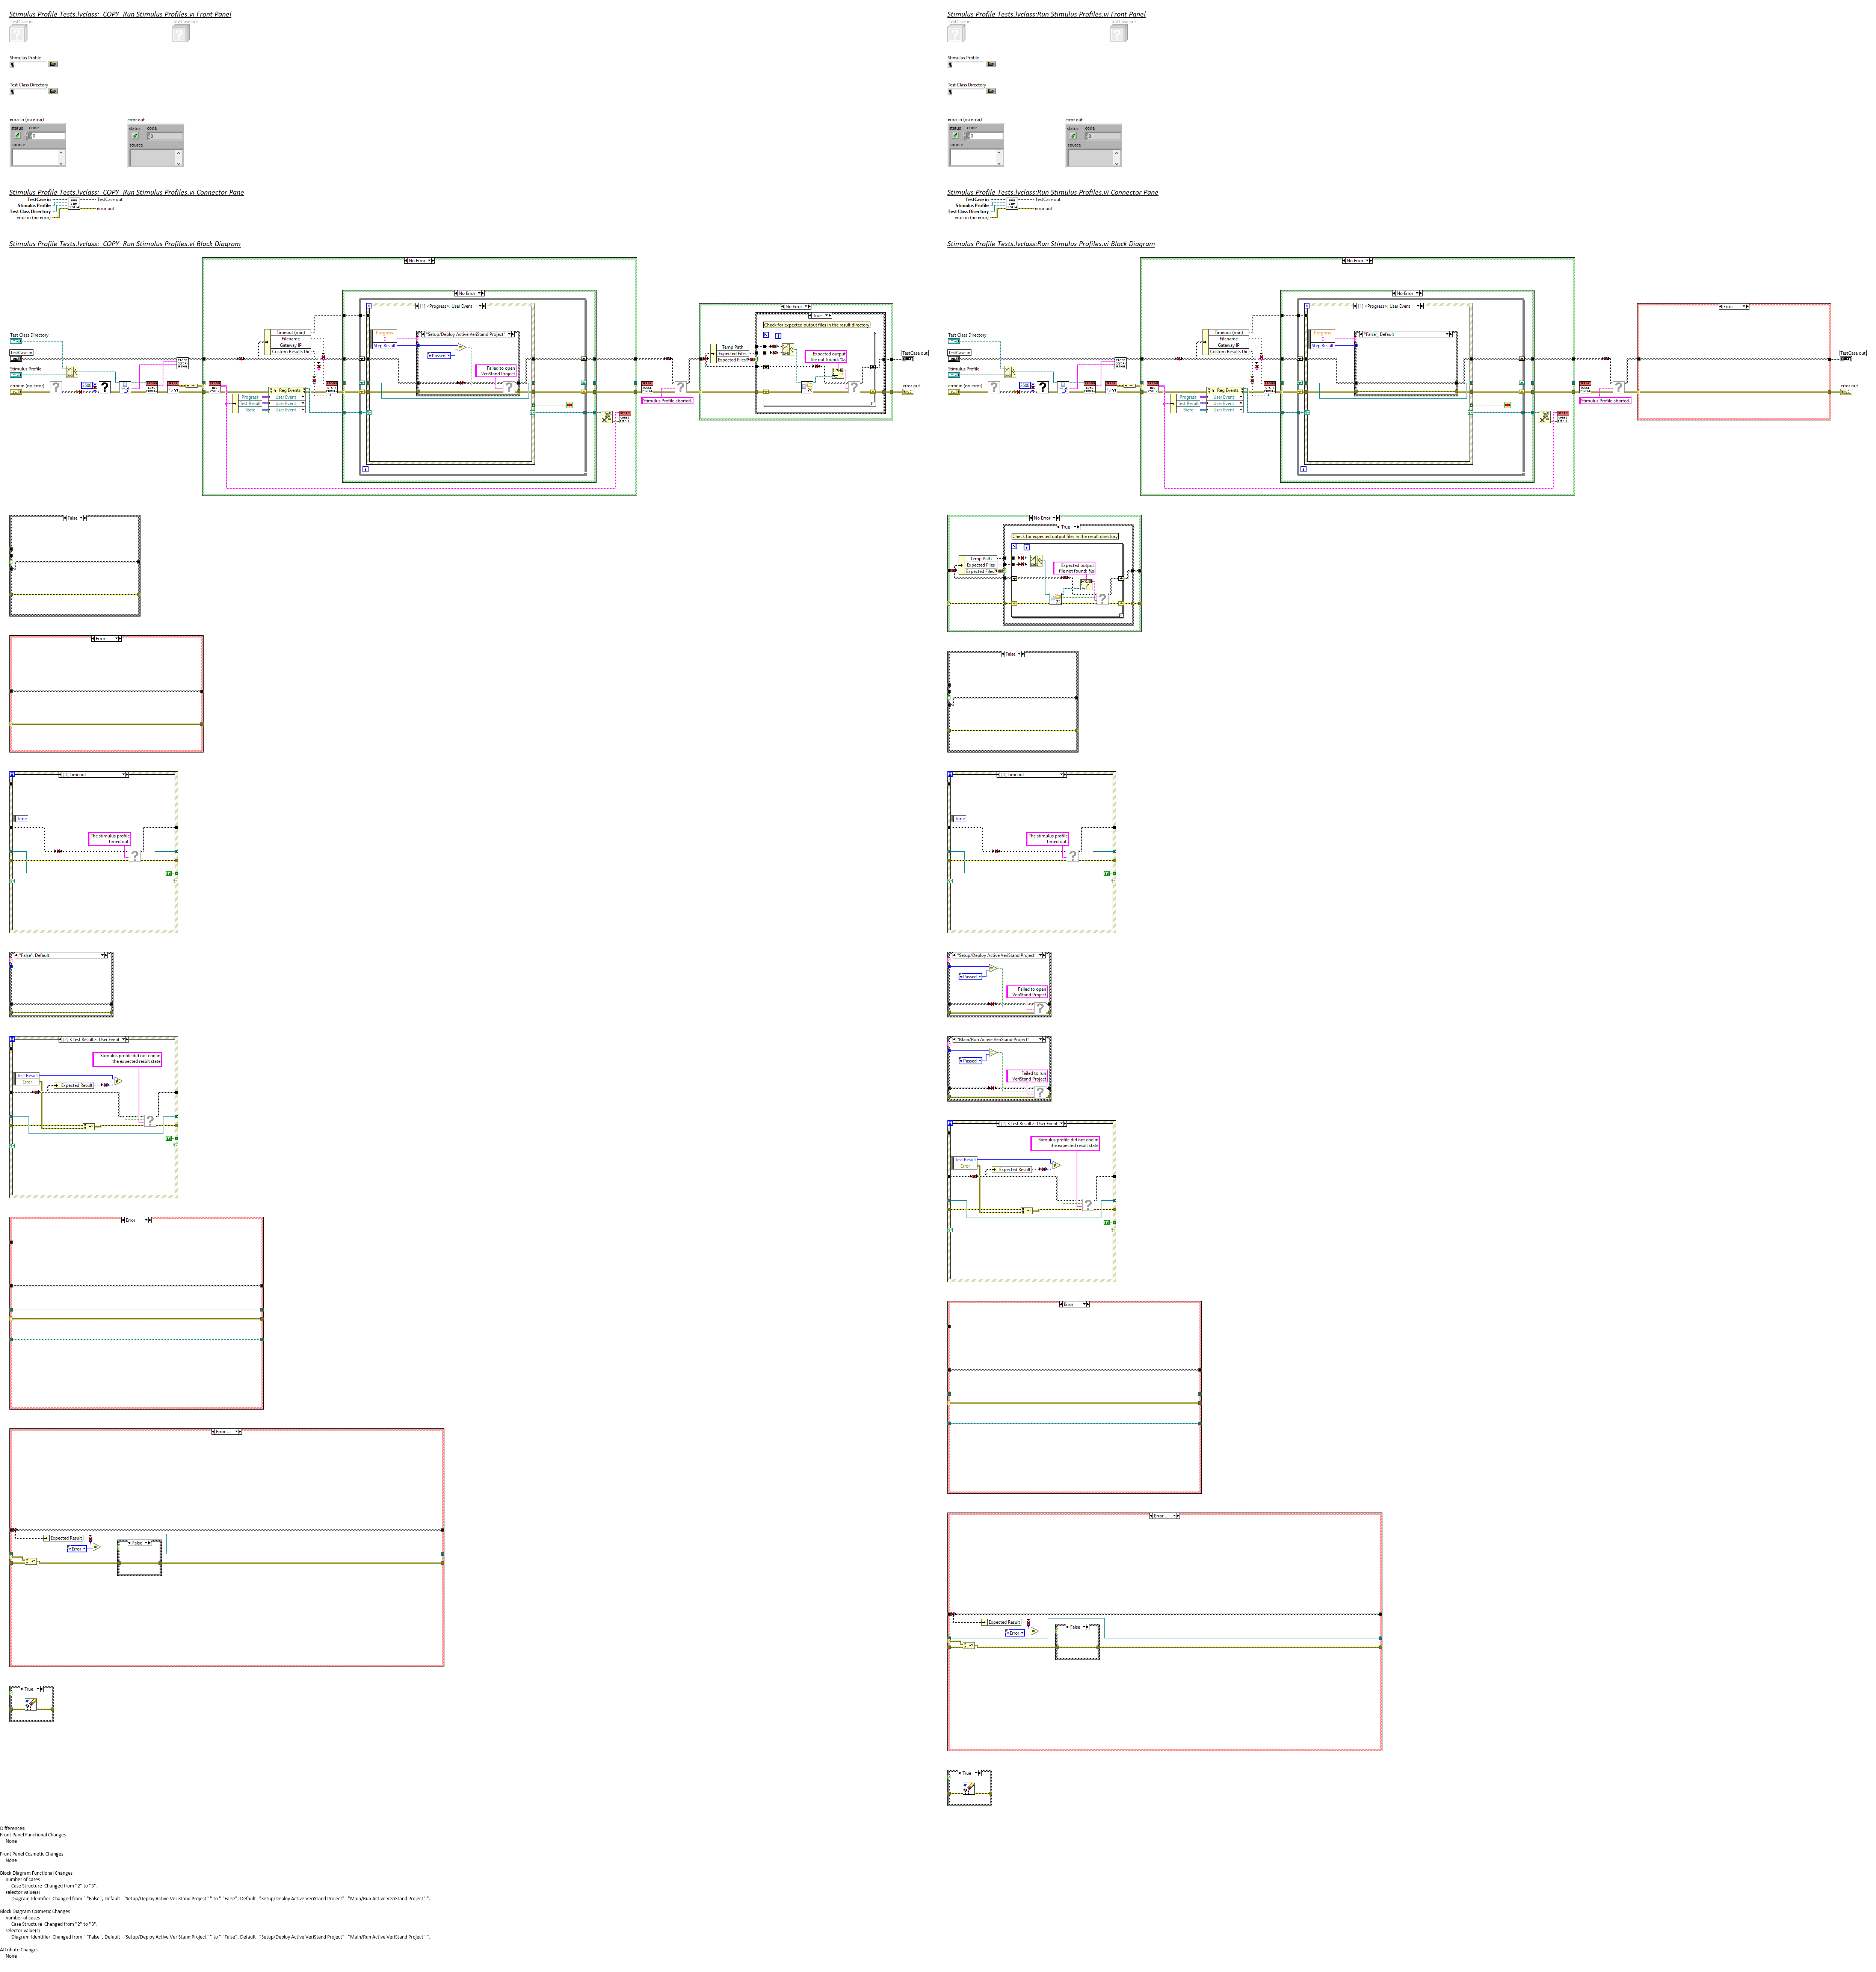 Stimulus Profile Tests.lvclass:  COPY  Run Stimulus Profiles.vi Front Panel
TestCase in
TestCase out
Stimulus Profile
Test Class Directory
error in (no error)
status
code
0
source
error out
status
code
0
source
Stimulus Profile Tests.lvclass:  COPY  Run Stimulus Profiles.vi Connector Pane
TestCase in
Stimulus Profile
Test Class Directory
error in (no error)
TestCase out
error out
Stimulus Profile Tests.lvclass:  COPY  Run Stimulus Profiles.vi Block Diagram
No Error
No Error
<Progress>: User Event
Progress
Step Result
"Setup/Deploy Active VeriStand Project"
Passed
Failed to open
VeriStand Project
Timeout (min)
Filename
Gateway IP
Custom Results Dir
Test Class Directory
TestCase in
Stimulus Profile
error in (no error)
Reg Events
Progress
User Event
Test Result
User Event
State
User Event
Stimulus Profile aborted.
No Error
True
Check for expected output files in the result directory
Temp Path
Expected Files
Expected Files
Expected output
file not found: %s
TestCase out
error out
False
Error
Timeout
Time
The stimulus profile
timed out.
"False", Default
<Test Result>: User Event
Stimulus profile did not end in
the expected result state
Test Result
Error
Expected Result
Error
Error
Expected Result
Error
False
True
Stimulus Profile Tests.lvclass:Run Stimulus Profiles.vi Front Panel
TestCase in
TestCase out
Stimulus Profile
Test Class Directory
error in (no error)
status
code
0
source
error out
status
code
0
source
Stimulus Profile Tests.lvclass:Run Stimulus Profiles.vi Connector Pane
TestCase in
Stimulus Profile
Test Class Directory
error in (no error)
TestCase out
error out
Stimulus Profile Tests.lvclass:Run Stimulus Profiles.vi Block Diagram
No Error
No Error
<Progress>: User Event
Progress
Step Result
"False", Default
Timeout (min)
Filename
Gateway IP
Custom Results Dir
Test Class Directory
TestCase in
Stimulus Profile
error in (no error)
Reg Events
Progress
User Event
Test Result
User Event
State
User Event
Stimulus Profile aborted.
Error
TestCase out
error out
No Error
True
Check for expected output files in the result directory
Temp Path
Expected Files
Expected Files
Expected output
file not found: %s
False
Timeout
Time
The stimulus profile
timed out.
"Setup/Deploy Active VeriStand Project"
Passed
Failed to open
VeriStand Project
"Main/Run Active VeriStand Project"
Passed
Failed to run
VeriStand Project
<Test Result>: User Event
Stimulus profile did not end in
the expected result state
Test Result
Error
Expected Result
Error
Error
Expected Result
Error
False
True
Differences:
Front Panel Functional Changes
None
Front Panel Cosmetic Changes
None
Block Diagram Functional Changes
number of cases
Case Structure  Changed from "2" to "3".
selector value(s)
Diagram Identifier  Changed from " "False", Default   "Setup/Deploy Active VeriStand Project" " to " "False", Default   "Setup/Deploy Active VeriStand Project"   "Main/Run Active VeriStand Project" ".
Block Diagram Cosmetic Changes
number of cases
Case Structure  Changed from "2" to "3".
selector value(s)
Diagram Identifier  Changed from " "False", Default   "Setup/Deploy Active VeriStand Project" " to " "False", Default   "Setup/Deploy Active VeriStand Project"   "Main/Run Active VeriStand Project" ".
Attribute Changes
None